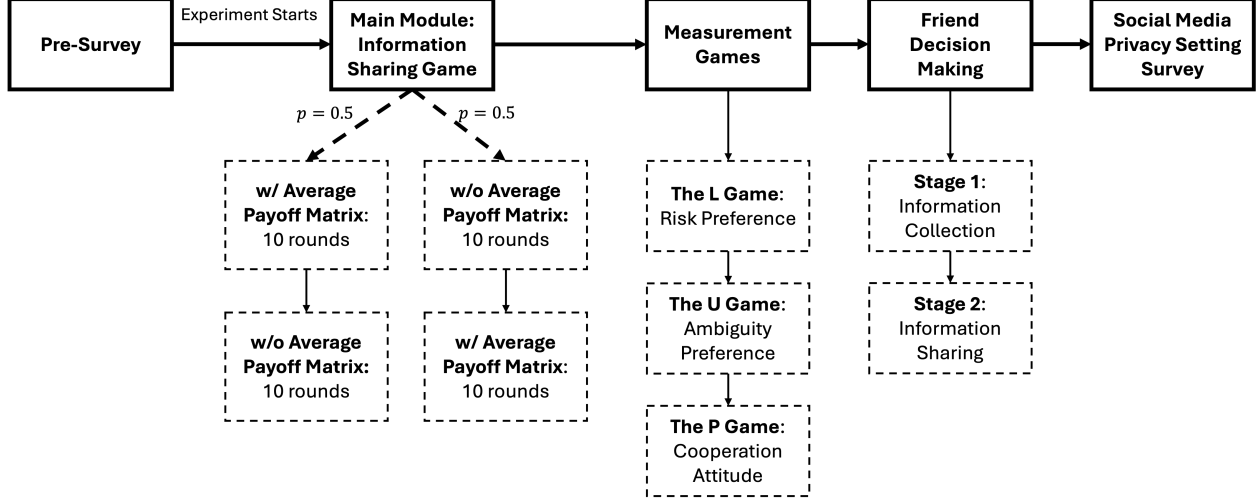 Pre-Survey
Experiment Starts
Main Module:
Information
Sharing Game
Measurement
Games
Friend
Decision
Making
Social Media
Privacy Setting
Survey
p = 0.5
p = 0.5
w/ Average
Payoff Matrix:
10 rounds
w/o Average
Payoff Matrix:
10 rounds
w/o Average
Payoff Matrix:
10 rounds
w/ Average
Payoff Matrix:
10 rounds
The L Game:
Risk Preference
The U Game:
Ambiguity
Preference
The P Game:
Cooperation
Attitude
Stage 1:
Information
Collection
Stage 2:
Information
Sharing